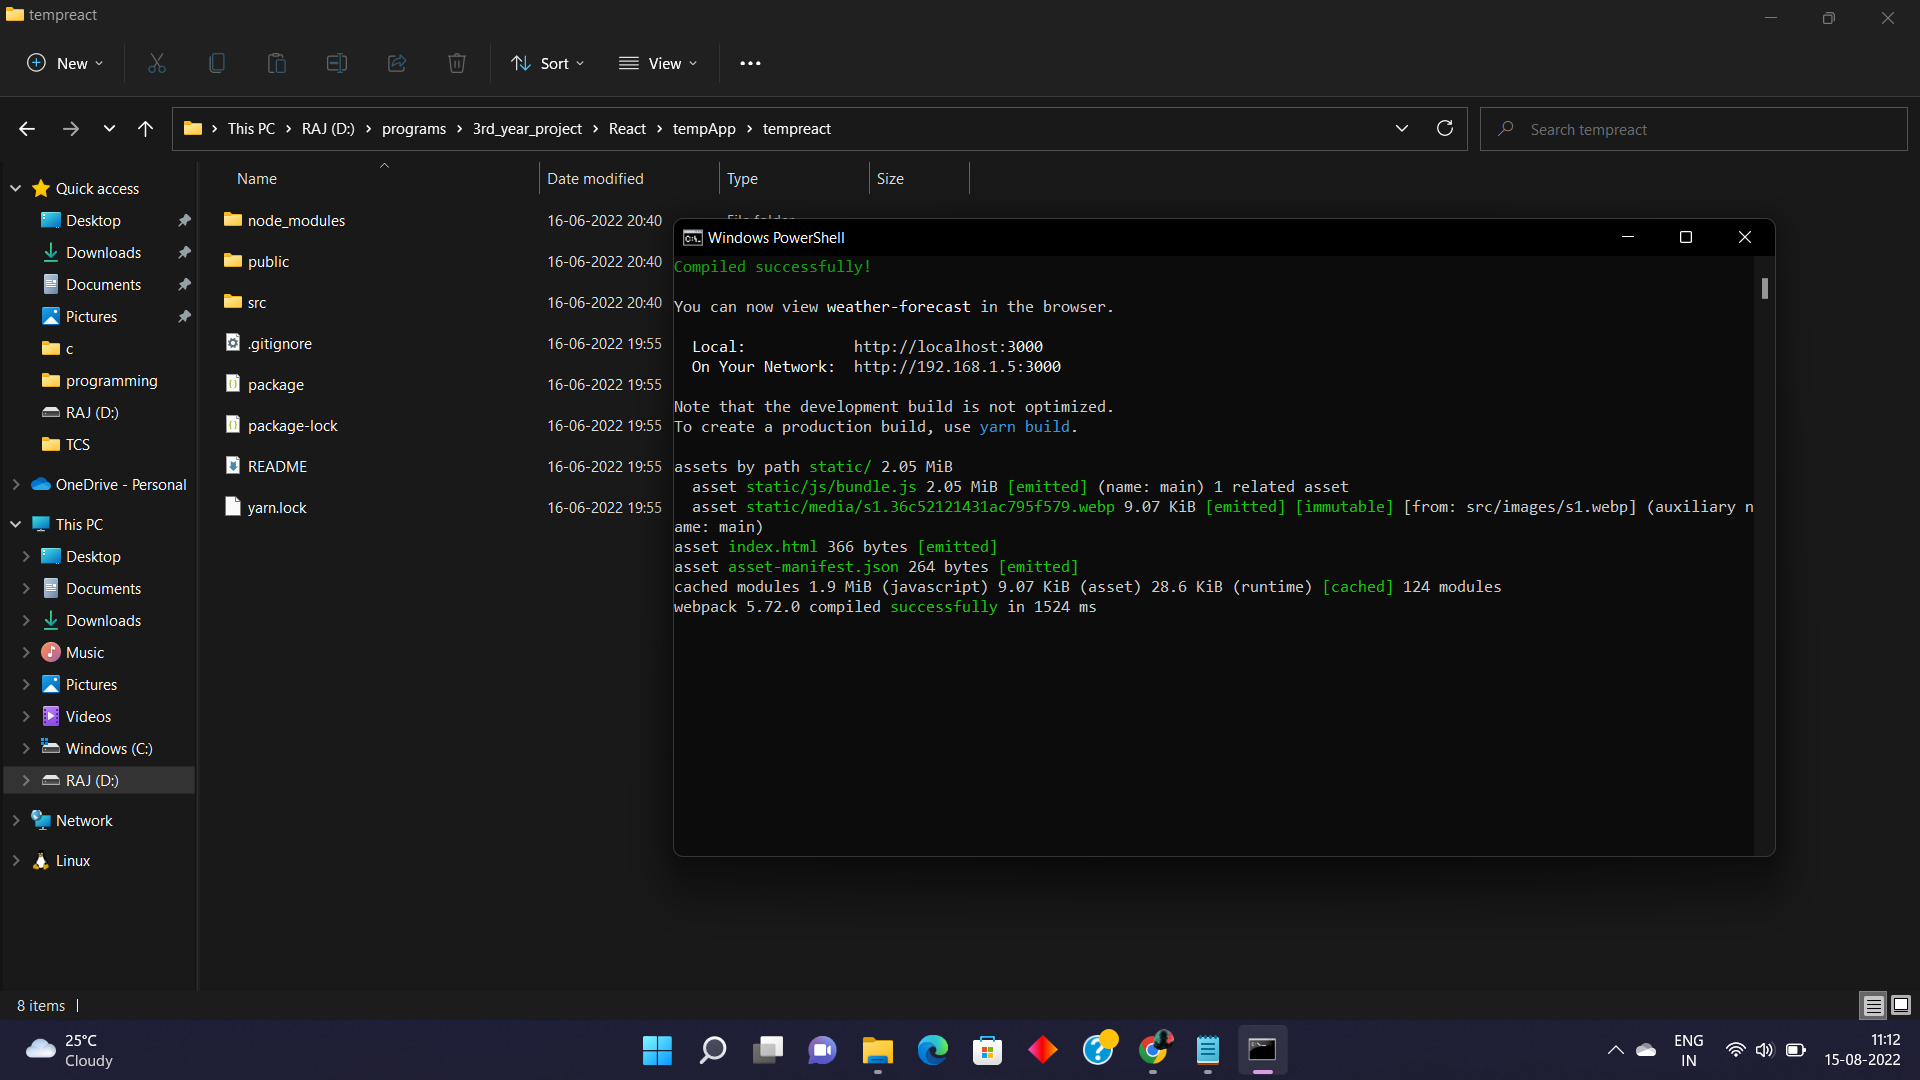 tempreact
New
Sort
View
This PC
RAJ (D:)
programs
3rd_year_project
React
tempApp
tempreact
Search tempreact
Name
Date modified
Type
Size
Quick access
Desktop
Downloads
Documents
Pictures
c
programming
RAJ (D:)
TCS
OneDrive - Personal
This PC
Desktop
Documents
Downloads
Music
Pictures
Videos
Windows (C:)
RAJ (D:)
Network
Linux
node_modules 16-06-2022 20:40 File folder
public 16-06-2022 20:40
src 16-06-2022 20:40
.gitignore 16-06-2022 19:55
package 16-06-2022 19:55
package-lock 16-06-2022 19:55
README 16-06-2022 19:55
yarn.lock 16-06-2022 19:55
Windows PowerShell
Compiled successfully!
You can now view weather-forecast in the browser.
Local: http://localhost:3000
On Your Network: http://192.168.1.5:3000
Note that the development build is not optimized.
To create a production build, use yarn build.
assets by path static/ 2.05 MiB
asset static/js/bundle.js 2.05 MiB [emitted] (name: main) 1 related asset
asset static/media/s1.36c52121431ac795f579.webp 9.07 KiB [emitted] [immutable] [from: src/images/s1.webp] (auxiliary n
ame: main)
asset index.html 366 bytes [emitted]
asset asset-manifest.json 264 bytes [emitted]
cached modules 1.9 MiB (javascript) 9.07 KiB (asset) 28.6 KiB (runtime) [cached] 124 modules
webpack 5.72.0 compiled successfully in 1524 ms
8 items
25°C
Cloudy
ENG
IN
11:12
15-08-2022